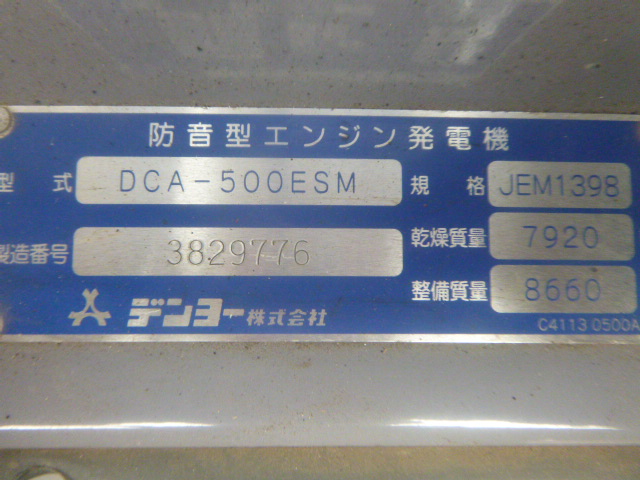 防音型エンジン発電機
型式 DCA-500ESM 規格 JEM1398
製造番号 3829776 乾燥質量 7920
整備質量 8660
デンヨー株式会社
C4113 0500A